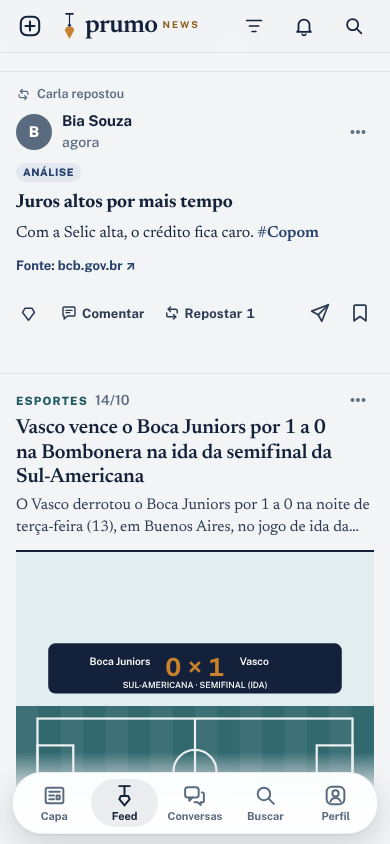 prumo NEWS
Carla repostou
B
Bia Souza
agora
ANÁLISE
Juros altos por mais tempo
Com a Selic alta, o crédito fica caro. #Copom
Fonte: bcb.gov.br ↗
Comentar
Repostar 1
ESPORTES 14/10
Vasco vence o Boca Juniors por 1 a 0
na Bombonera na ida da semifinal da
Sul-Americana
O Vasco derrotou o Boca Juniors por 1 a 0 na noite de
terça-feira (13), em Buenos Aires, no jogo de ida da…
Boca Juniors 0 × 1 Vasco
SUL-AMERICANA · SEMIFINAL (IDA)
Capa
Feed
Conversas
Buscar
Perfil